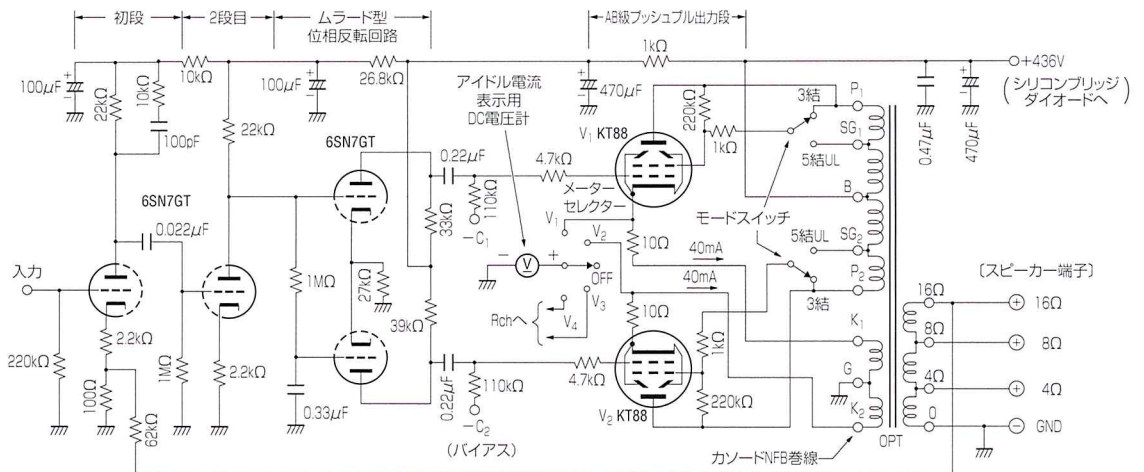 初段
2段目
ムラード型
位相反転回路
AB級プッシュプル出力段
10kΩ
26.8kΩ
1kΩ
+436V
(シリコンブリッジ
ダイオードへ)
100μF
+
-
22kΩ
10kΩ
100pF
22kΩ
100μF
+
-
アイドル電流
表示用
DC電圧計
+
-
470μF
V1 KT88
220kΩ
1kΩ
3結
5結UL
P1
SG1
B
SG2
P2
0.47μF
+
-
470μF
6SN7GT
6SN7GT
0.22μF
110kΩ
-C1
4.7kΩ
メーター
セレクター
モードスイッチ
0.022μF
33kΩ
V1
V2
10Ω
40mA
5結UL
3結
入力
1MΩ
27kΩ
-
V
+
OFF
V3
V4
Rchへ
40mA
10Ω
〔スピーカー端子〕
16Ω
+
16Ω
8Ω
+
8Ω
4Ω
+
4Ω
0
-
GND
220kΩ
2.2kΩ
100Ω
62kΩ
1MΩ
2.2kΩ
0.33μF
39kΩ
0.22μF
110kΩ
-C2
(バイアス)
4.7kΩ
1kΩ
220kΩ
V2 KT88
K1
G
K2
OPT
カソードNFB巻線